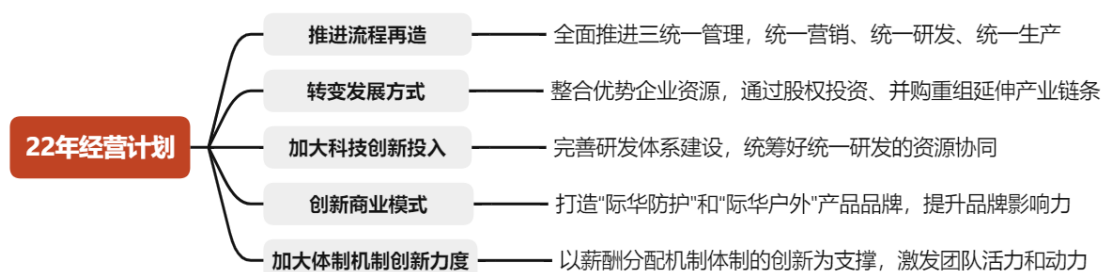 推进流程再造
全面推进三统一管理，统一营销、统一研发、统一生产
转变发展方式
整合优势企业资源，通过股权投资、并购重组延伸产业链条
22年经营计划
加大科技创新投入
完善研发体系建设，统筹好统一研发的资源协同
创新商业模式
打造"际华防护"和"际华户外"产品品牌，提升品牌影响力
加大体制机制创新力度
以薪酬分配机制体制的创新为支撑，激发团队活力和动力